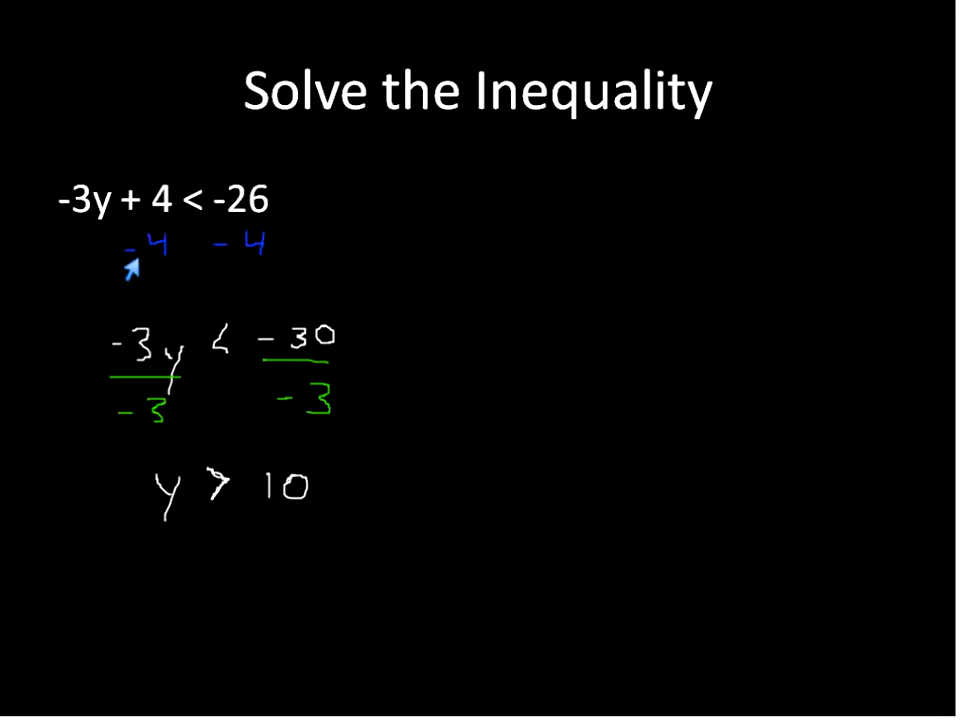 Solve the Inequality
-3y + 4 < -26
- 4 - 4
-3y < -30
-3 -3
y > 10